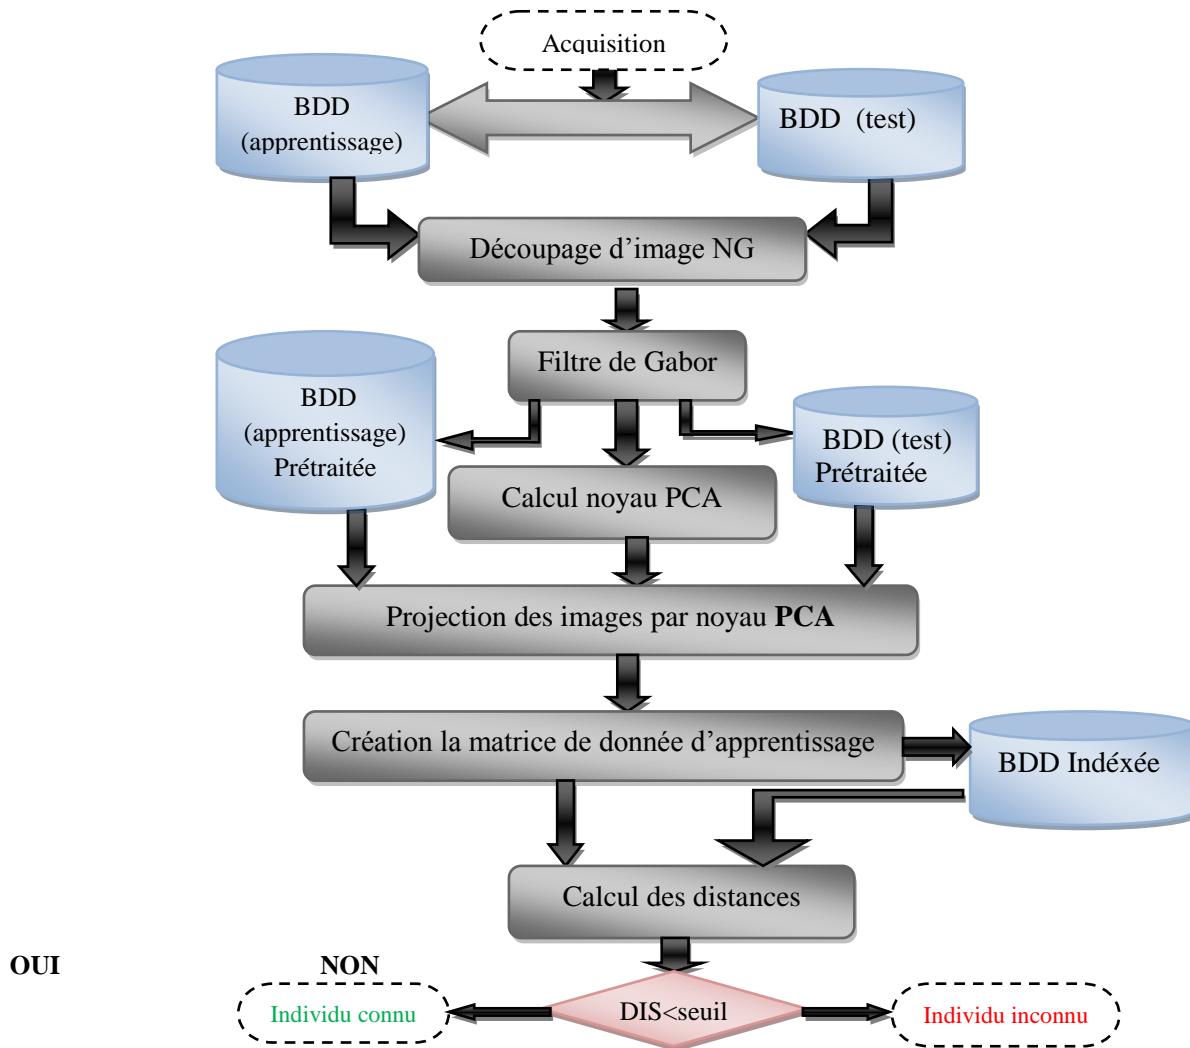 Acquisition
BDD
(apprentissage)
BDD (test)
Découpage d’image NG
Filtre de Gabor
BDD
(apprentissage)
Prétraitée
BDD (test)
Prétraitée
Calcul noyau PCA
Projection des images par noyau PCA
Création la matrice de donnée d’apprentissage
BDD Indéxée
Calcul des distances
OUI
NON
Individu connu
DIS<seuil
Individu inconnu